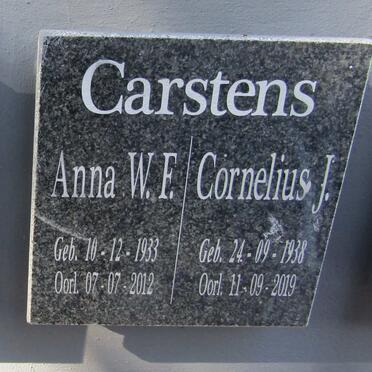 Carstens
Anna W. F. Cornelius J.
Geb. 10 - 12 - 1933 Geb. 24 - 09 - 1938
Oorl. 07 - 07 - 2012 Oorl. 11 - 09 - 2019